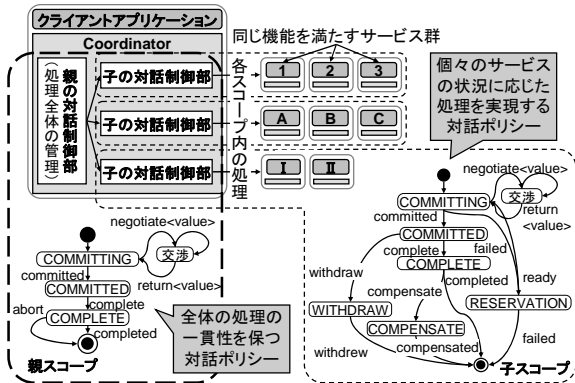 クライアントアプリケーション
Coordinator
親の対話制御部
(処理全体の管理)
子の対話制御部
子の対話制御部
子の対話制御部
各スコープ内の処理
同じ機能を満たすサービス群
1 2 3
A B C
I II
個々のサービス
の状況に応じた
処理を実現する
対話ポリシー
negotiate<value>
COMMITTING
交渉
return<value>
committed
COMMITTED
complete
abort
COMPLETE
completed
親スコープ
全体の処理の
一貫性を保つ
対話ポリシー
negotiate<value>
COMMITTING
交渉
return
<value>
committed
COMMITTED
complete
failed
COMPLETE
completed
withdraw
compensate
ready
WITHDRAW
RESERVATION
COMPENSATE
withdrew
compensated
failed
子スコープ